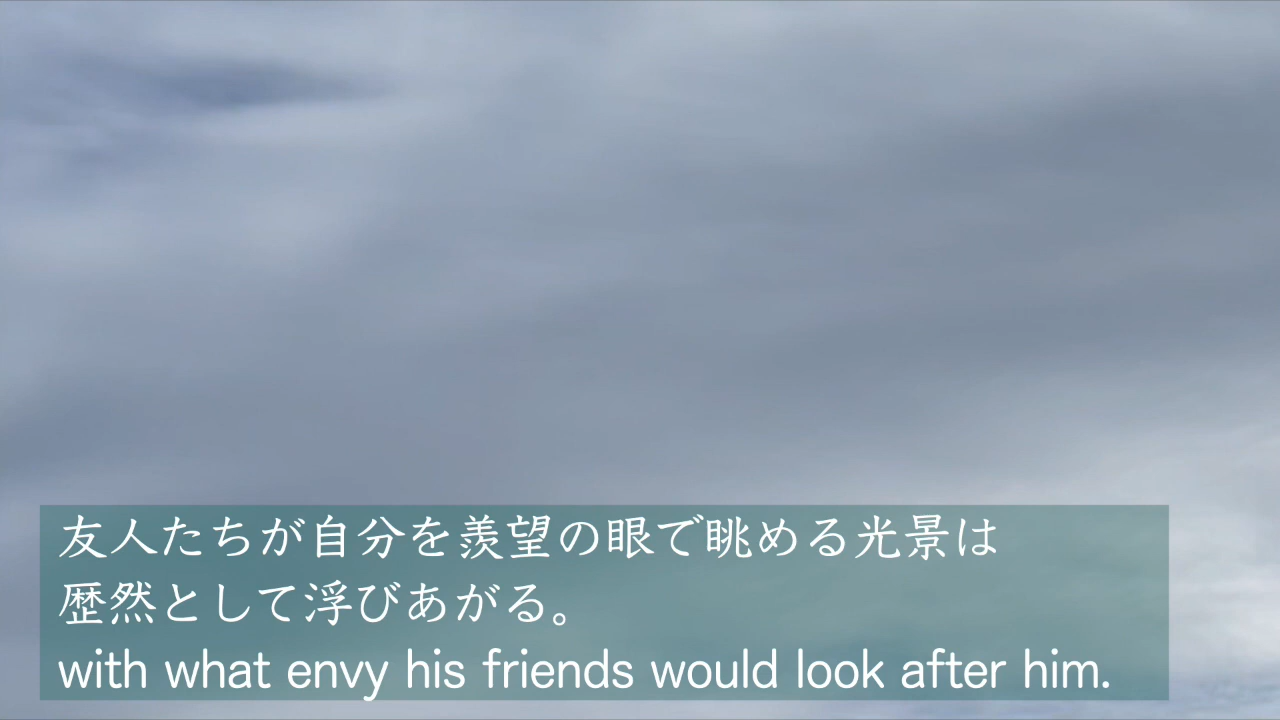 友人たちが自分を羨望の眼で眺める光景は
歴然として浮びあがる。
with what envy his friends would look after him.